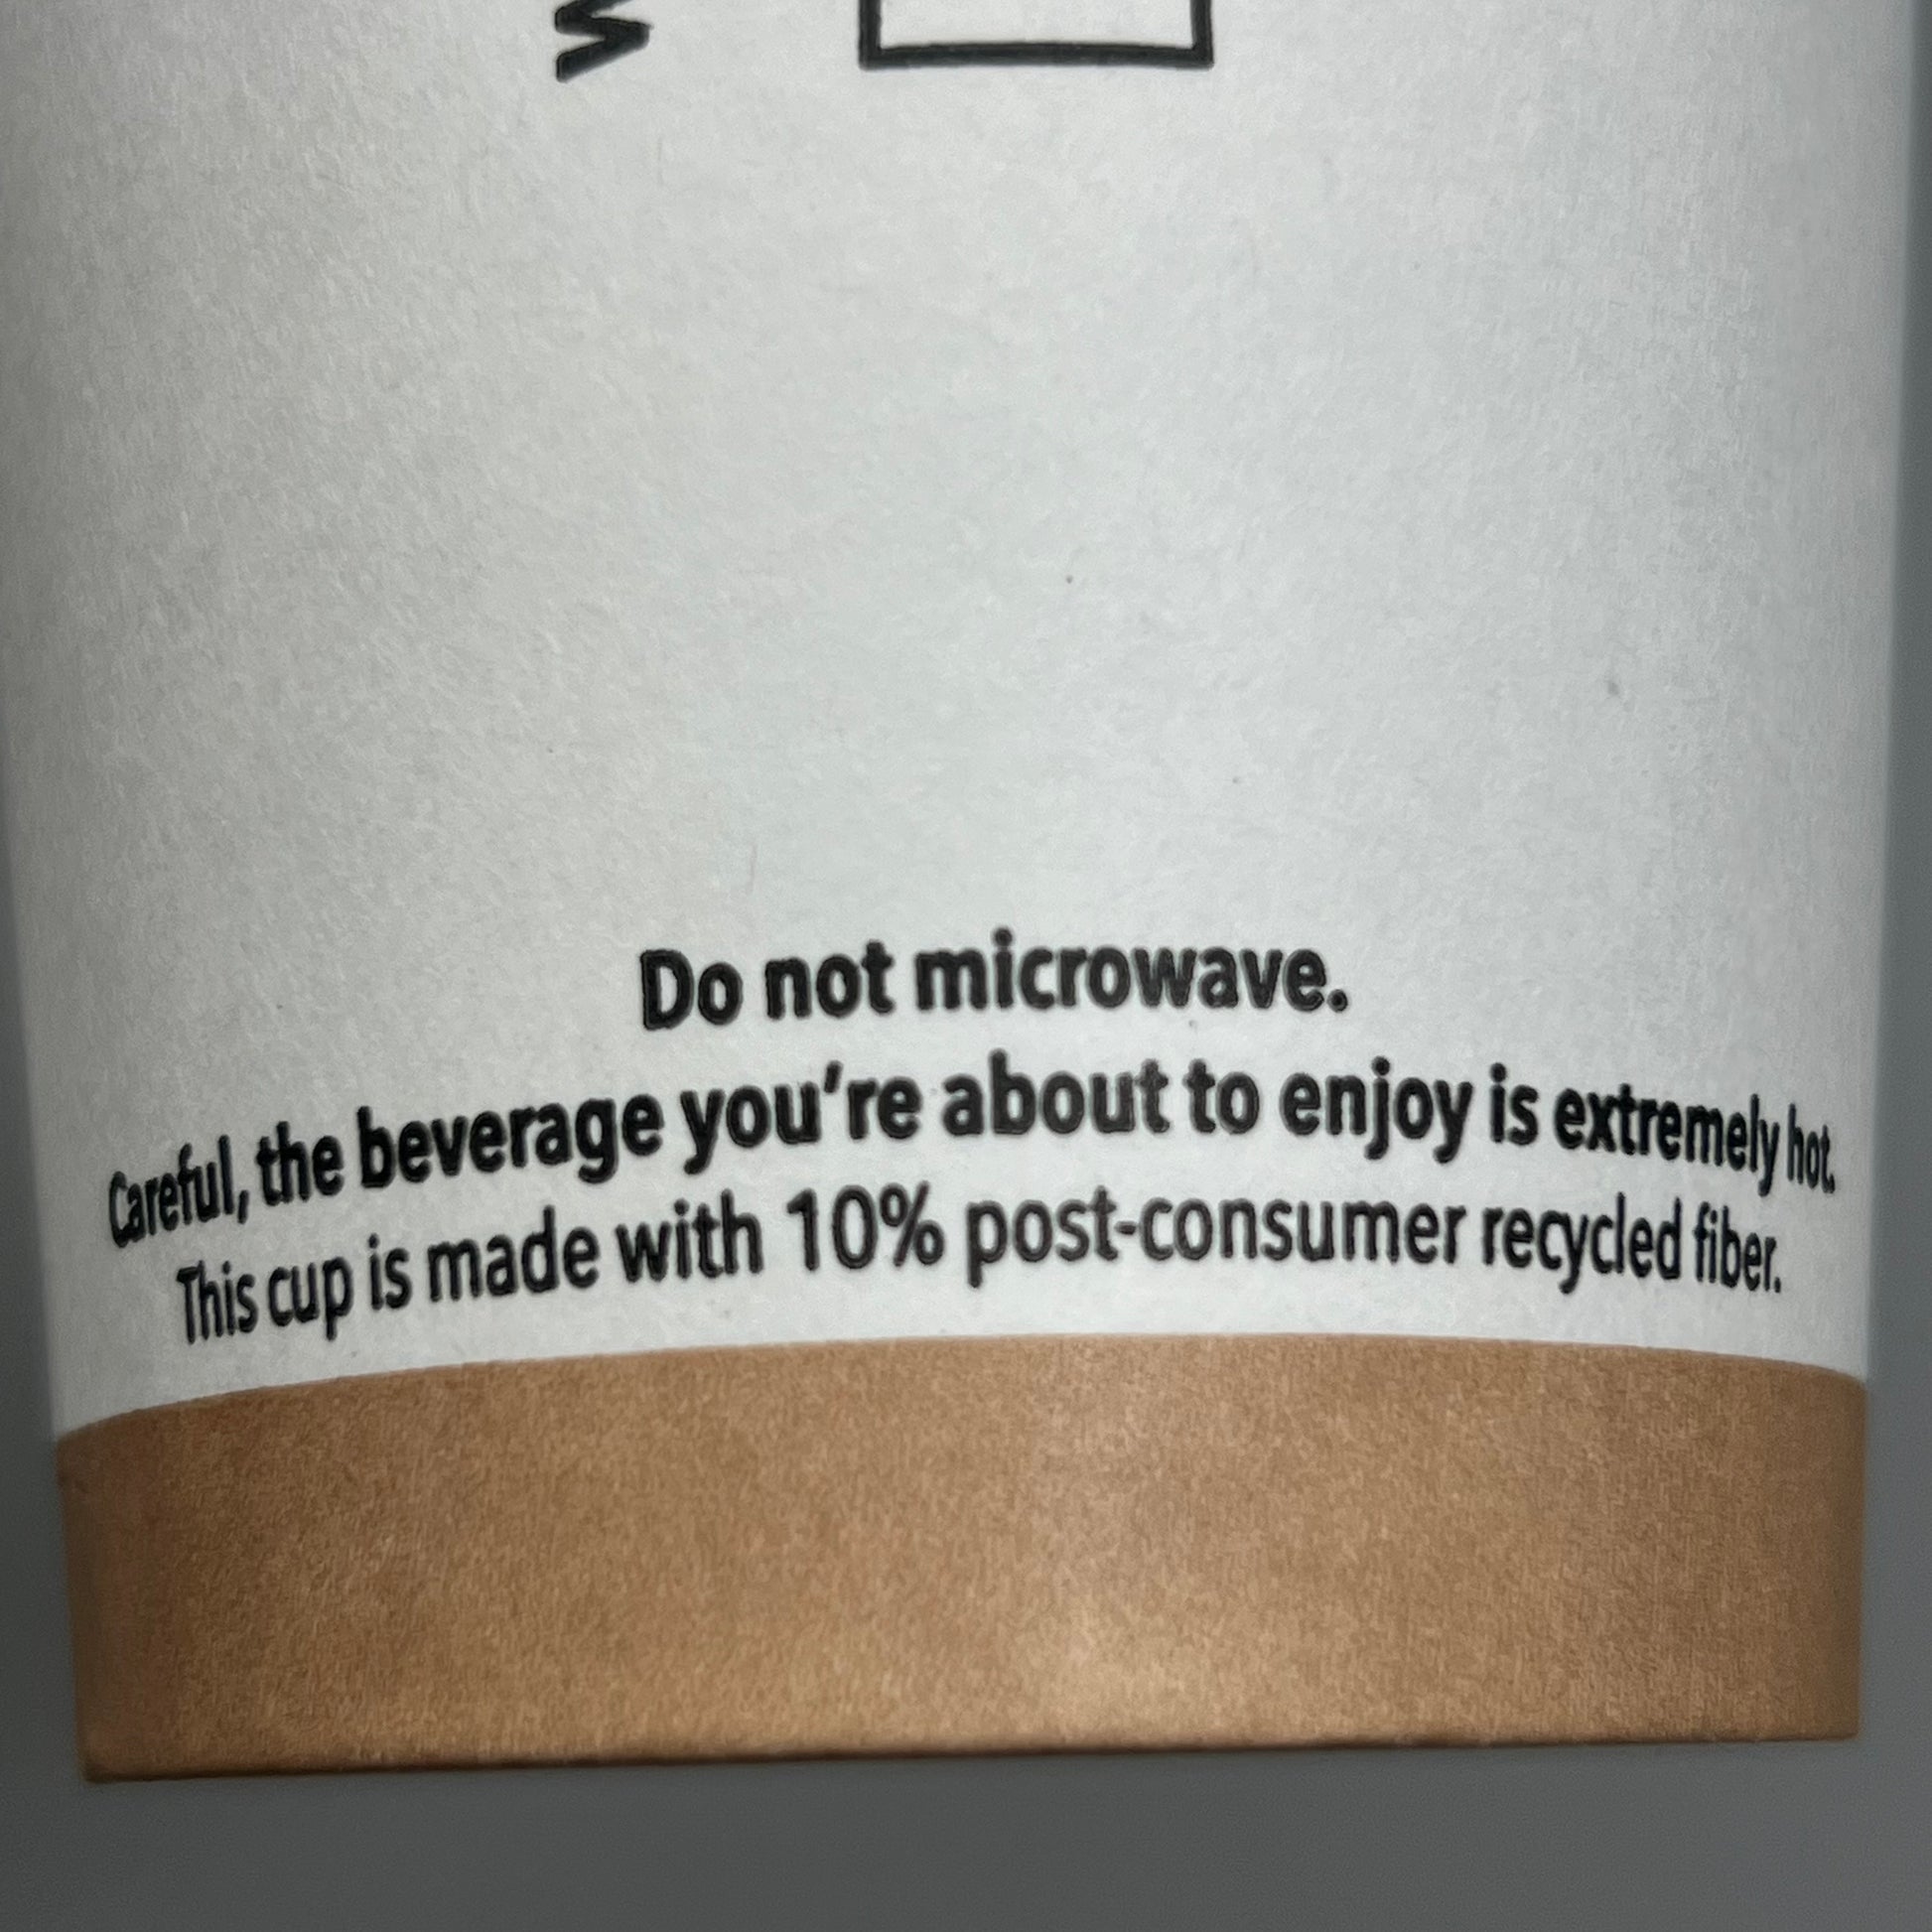 Do not microwave.
Careful, the beverage you're about to enjoy is extremely hot.
This cup is made with 10% post-consumer recycled fiber.